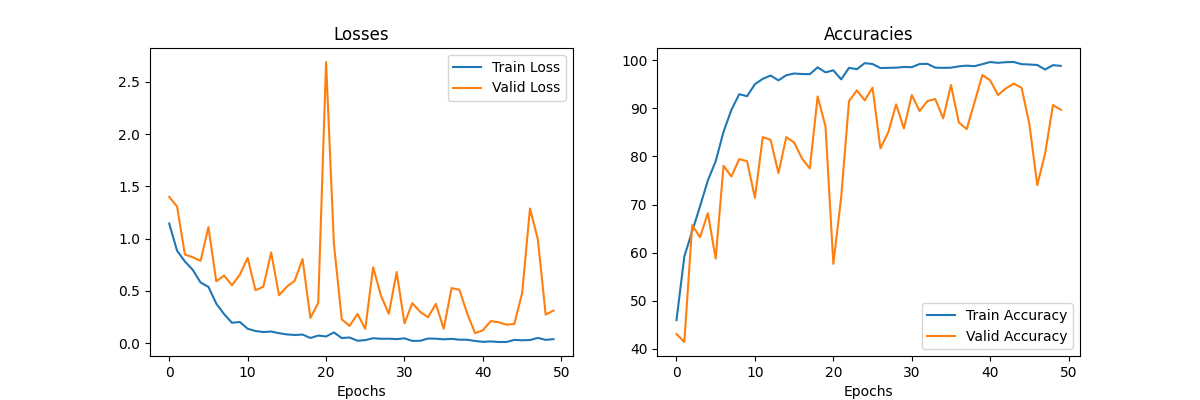 Losses
Train Loss
Valid Loss
2.5
2.0
1.5
1.0
0.5
0.0
0 10 20 30 40 50
Epochs
Accuracies
100
90
80
70
60
50
40
Train Accuracy
Valid Accuracy
0 10 20 30 40 50
Epochs